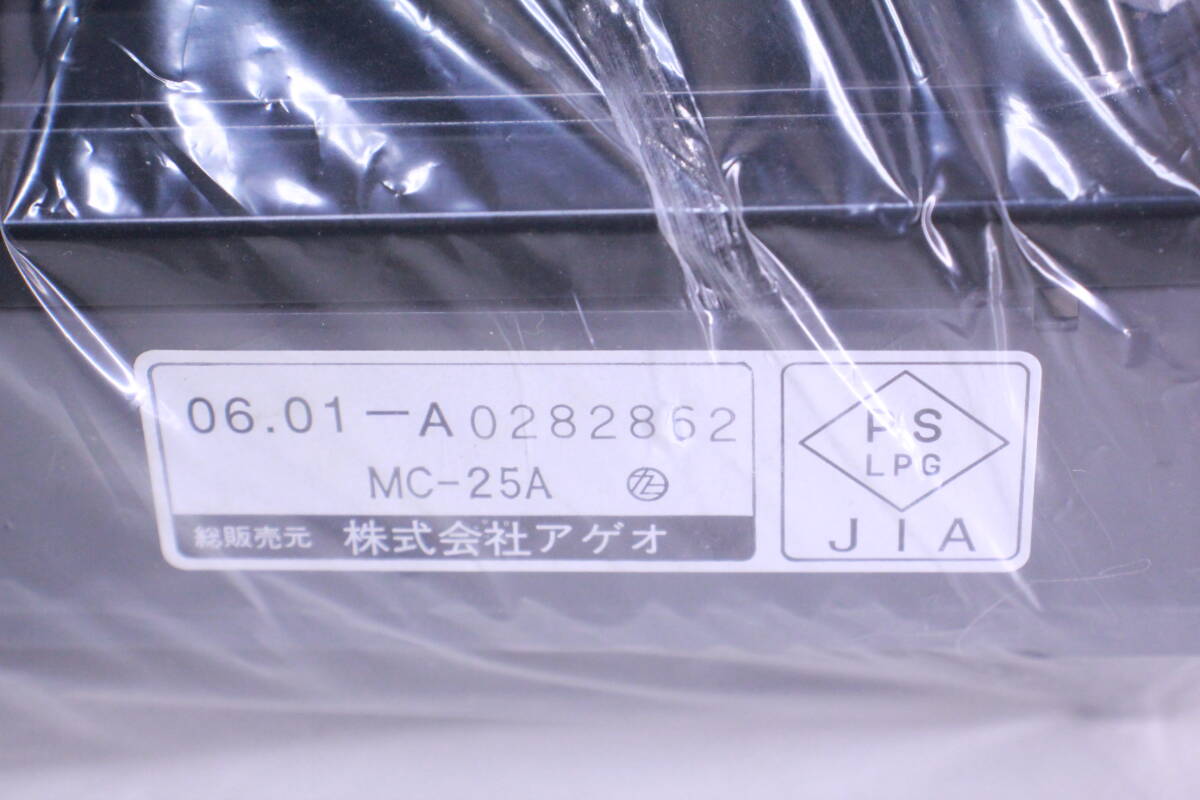 06.01-A0282862
MC-25A
総販売元 株式会社アゲオ
PS
LPG
JIA